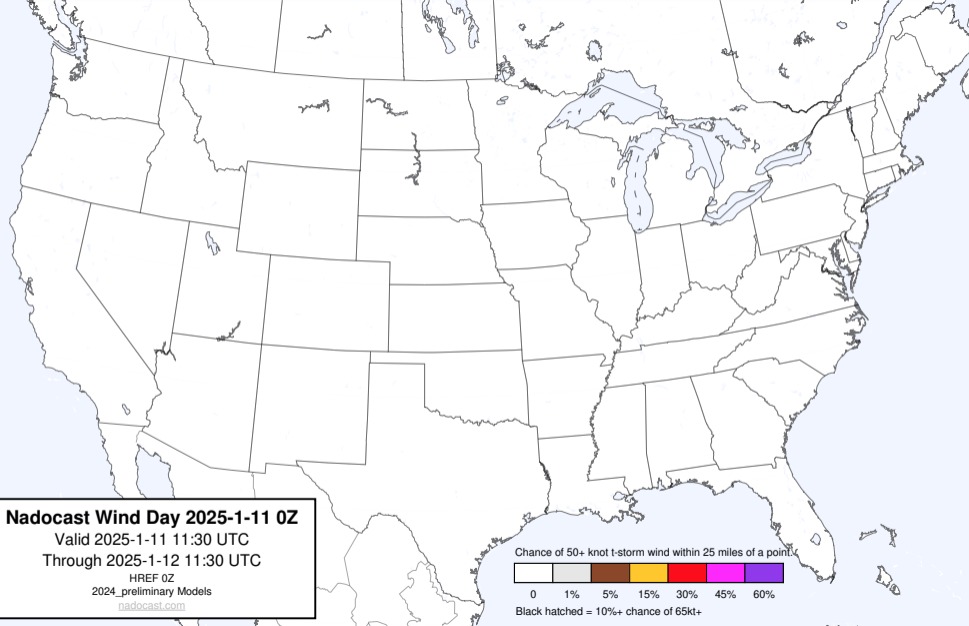 Nadocast Wind Day 2025-1-11 0Z
Valid 2025-1-11 11:30 UTC
Through 2025-1-12 11:30 UTC
HREF 0Z
2024_preliminary Models
nadocast.com
Chance of 50+ knot t-storm wind within 25 miles of a point.
0 1% 5% 15% 30% 45% 60%
Black hatched = 10%+ chance of 65kt+